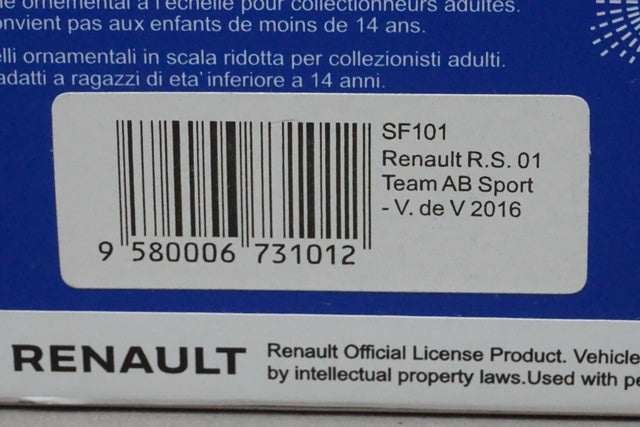 ornemental à l'échelle pour collectionneurs adultes.
onvient pas aux enfants de moins de 14 ans.
elli ornamentali in scala ridotta per collezionisti adulti.
adatti a ragazzi di eta' inferiore a 14 anni.
SF101
Renault R.S. 01
Team AB Sport
- V. de V 2016
9 580006 731012
RENAULT
Renault Official License Product. Vehicle
by intellectual property laws.Used with pe